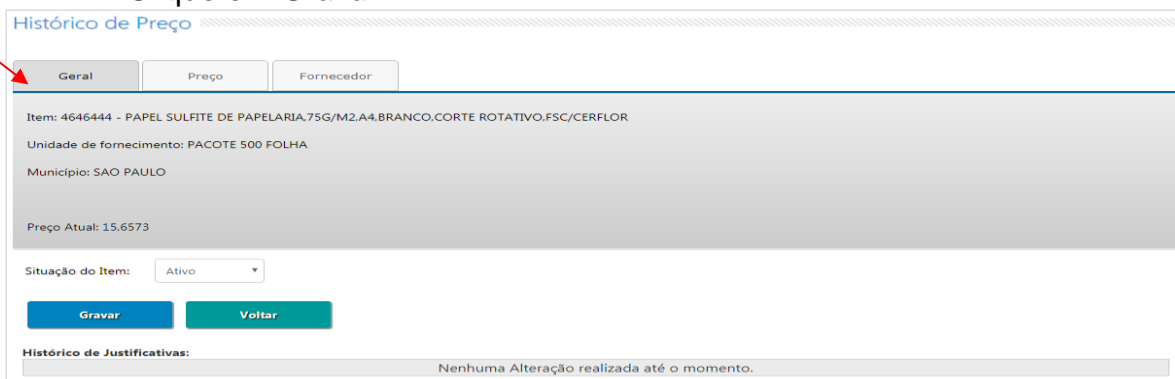 Histórico de Preço
Geral Preço Fornecedor
Item: 4646444 - PAPEL SULFITE DE PAPELARIA,75G/M2,A4,BRANCO,CORTE ROTATIVO,FSC/CERFLOR
Unidade de fornecimento: PACOTE 500 FOLHA
Município: SAO PAULO
Preço Atual: 15,6573
Situação do Item: Ativo
Gravar Voltar
Histórico de Justificativas:
Nenhuma Alteração realizada até o momento.